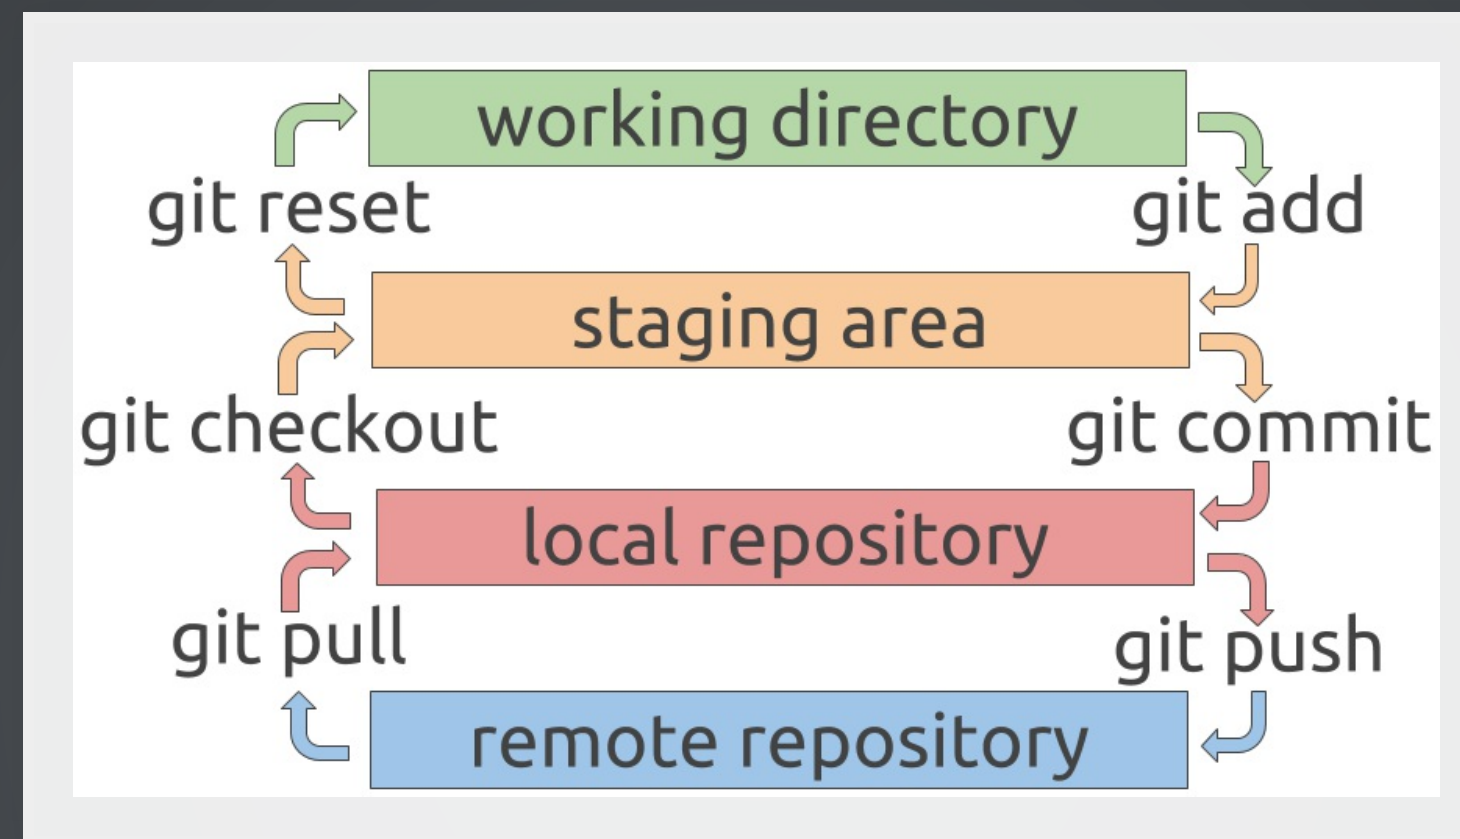 working directory
git reset
git add
staging area
git checkout
git commit
local repository
git pull
git push
remote repository